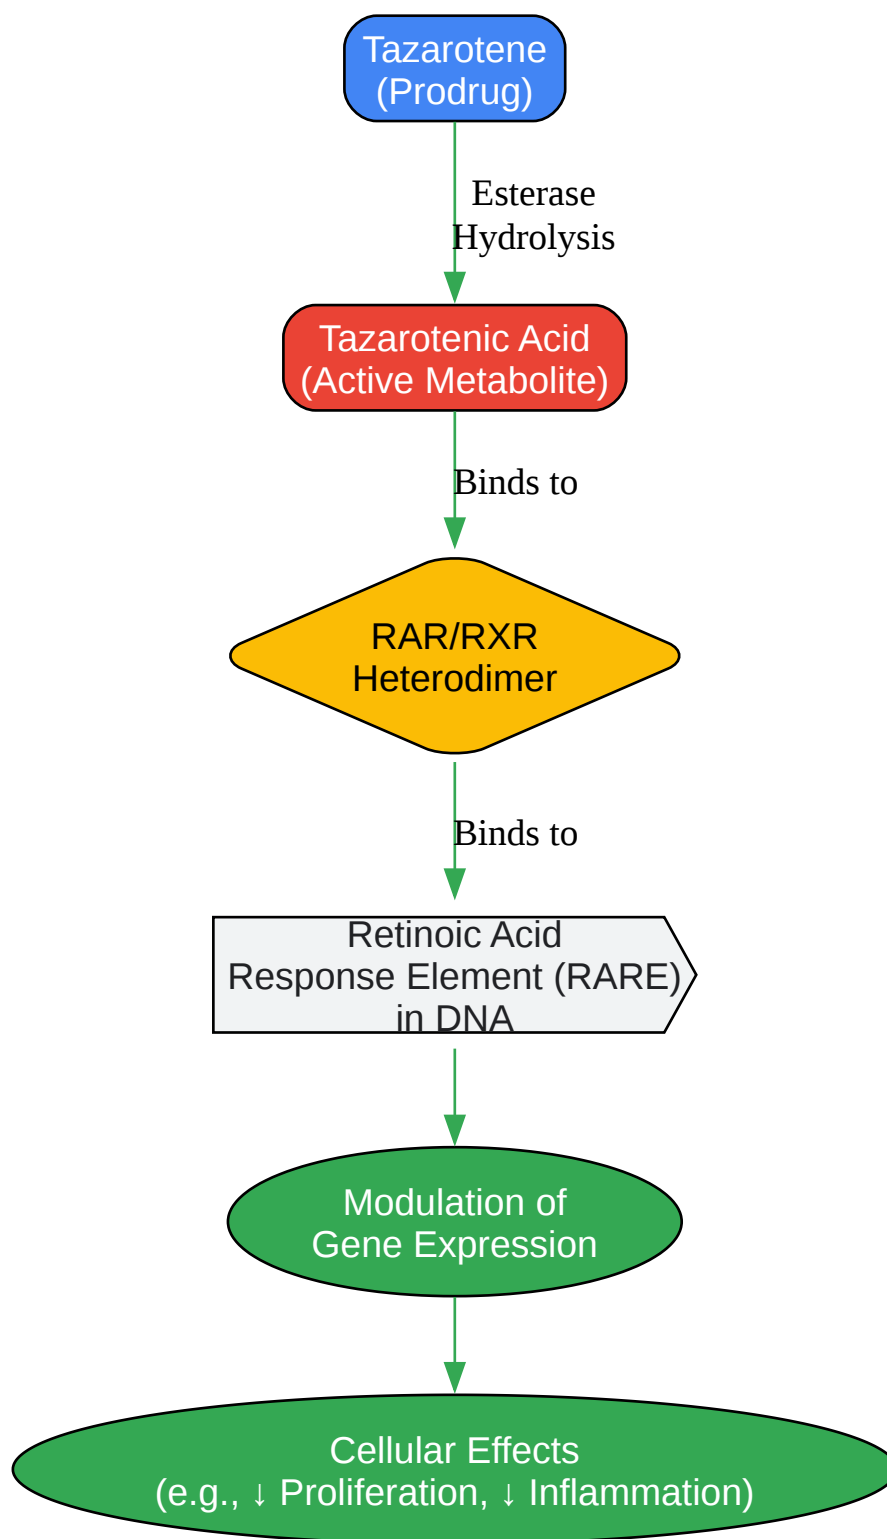 Tazarotene
(Prodrug)
Esterase
Hydrolysis
Tazarotenic Acid
(Active Metabolite)
Binds to
RAR/RXR
Heterodimer
Binds to
Retinoic Acid
Response Element (RARE)
in DNA
Modulation of
Gene Expression
Cellular Effects
(e.g., ↓ Proliferation, ↓ Inflammation)